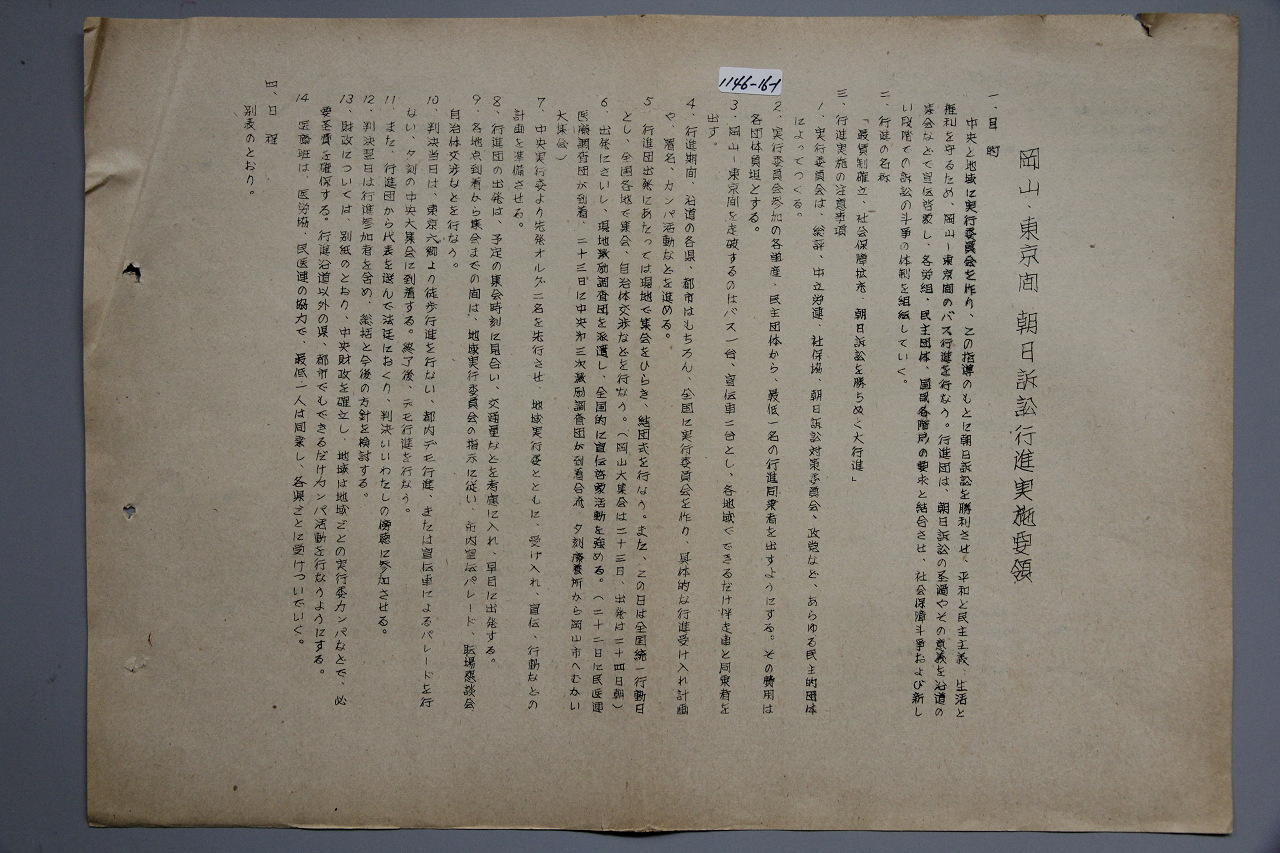 1146-16-1
岡山・東京間 朝日訴訟行進実施要領
一、目的
中央と地域に実行委員会を作り、この指導のもとに朝日訴訟を勝利させ、平和と民主主義、生活と
権利を守るため、岡山ー東京間のバス行進を行なう。行進団は、朝日訴訟の全過やその意義を沿道の
集会などで宣伝啓蒙し、各労組、民主団体、国民各階層の要求と結合させ、社会保障斗争および新し
い段階での訴訟の斗争の体制を組織していく。
二、行進の名称
「最賃制確立、社会保障拡充、朝日訴訟を勝ちぬく大行進」
三、行進実施の注意事項
1、実行委員会は、総評、中立労連、社保協、朝日訴訟対策委員会、政党など、あらゆる民主的団体
によってつくる。
2、実行委員会参加の各単産、民主団体から、最低一名の行進同乗者を出すようにする。その費用は
各団体負担とする。
3、岡山ー東京間を走破するのはバス一台、宣伝車二台とし、各地域でできるだけ伴走車と同乗者を
出す。
4、行進期間、沿道の各県、都市はもちろん、全国に実行委員会を作り、具体的な行進受け入れ計画
や、署名、カンパ活動などを進める。
5、行進団出発にあたっては現地で集会をひらき、結団式を行なう。また、この日は全国統一行動日
とし、全国各地で集会、自治体交渉などを行なう。（岡山大集会は二十三日、出発は二十四日朝）
6、出発にさいし、現地激励調査団を派遣し、全国的に宣伝啓蒙活動を強める。（二十二日に民医連
医療調査団が到着、二十三日に中央第三次激励調査団が到着合流、夕刻療養所から岡山市へむかい
大集会）
7、中央実行委より先発オルグ二名を先行させ、地域実行委とともに、受け入れ、宣伝、行動などの
計画を準備させる。
8、行進団の出発は、予定の集会時刻に見合い、交通量などを考慮に入れ、早目に出発する。
9、各地点到着から集会までの間は、地域実行委員会の指示に従い、市内宣伝パレード、職場懇談会
自治体交渉などを行なう。
10、判決当日は、東京六郷より徒歩行進を行ない、都内デモ行進、または宣伝車によるパレードを行
ない、夕刻の中央大集会に到着する。終了後、デモ行進を行なう。
11、また、行進団から代表を選んで法廷におくり、判決いいわたしの傍聴に参加させる。
12、判決翌日は行進参加者を含め、総括と今後の方針を検討する。
13、財政については、別紙のとおり、中央財政を確立し、地域は地域ごとの実行委カンパなどで、必
要全費を確保する。行進沿道以外の県、都市でもできるだけカンパ活動を行なうようにする。
14、医療班は、医労協、民医連の協力で、最低一人は同乗し、各県ごとに受けついでいく。
四、日程
別表のとおり。